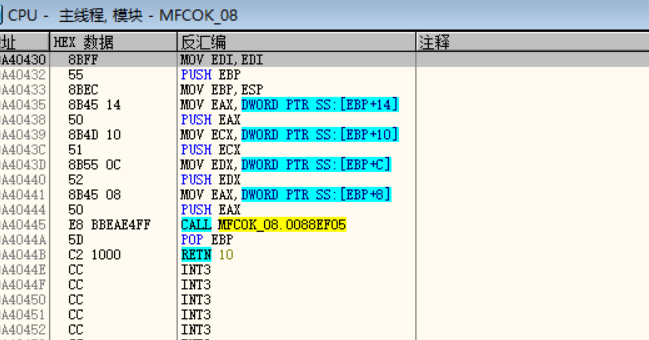 CPU - 主线程, 模块 - MFCOK_08
址 HEX 数据 反汇编 注释
A40430 8BFF MOV EDI,EDI
A40432 55 PUSH EBP
A40433 8BEC MOV EBP,ESP
A40435 8B45 14 MOV EAX,DWORD PTR SS:[EBP+14]
A40438 50 PUSH EAX
A40439 8B4D 10 MOV ECX,DWORD PTR SS:[EBP+10]
A4043C 51 PUSH ECX
A4043D 8B55 0C MOV EDX,DWORD PTR SS:[EBP+C]
A40440 52 PUSH EDX
A40441 8B45 08 MOV EAX,DWORD PTR SS:[EBP+8]
A40444 50 PUSH EAX
A40445 E8 BBEAE4FF CALL MFCOK_08.0088EF05
A4044A 5D POP EBP
A4044B C2 1000 RETN 10
A4044E CC INT3
A4044F CC INT3
A40450 CC INT3
A40451 CC INT3
A40452 CC INT3